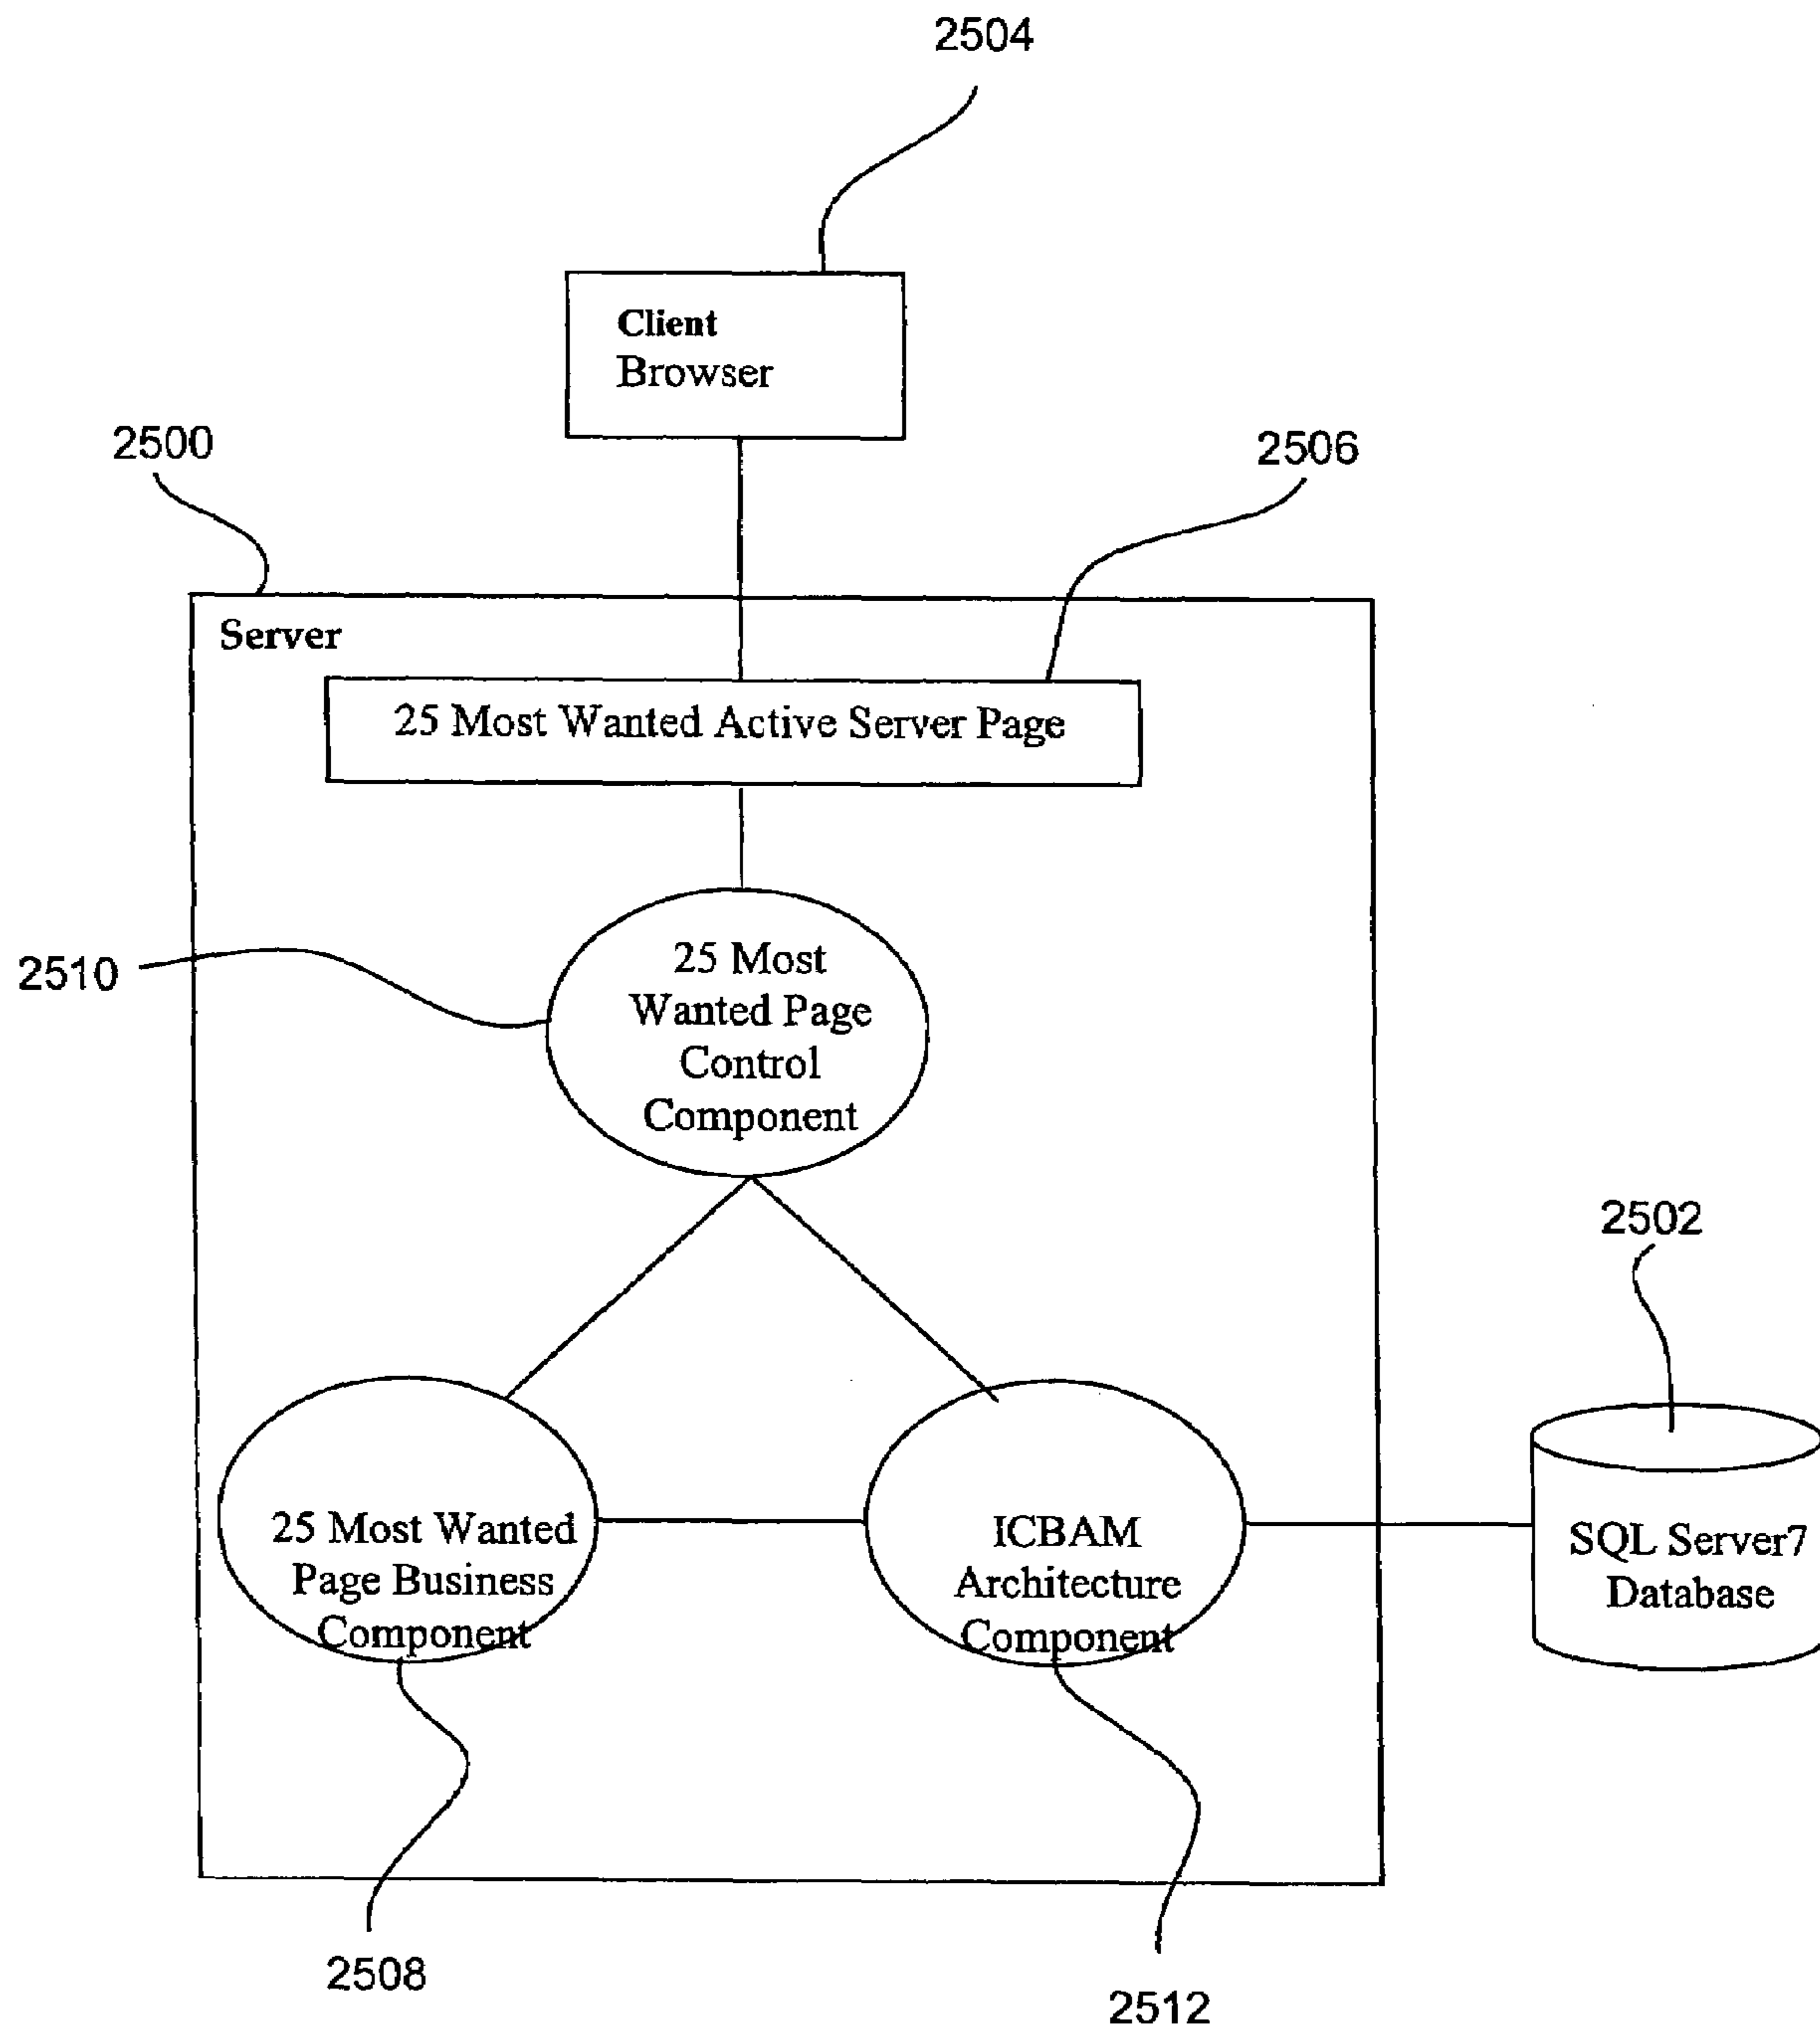 2504
Client
Browser
2500
2506
Server
25 Most Wanted Active Server Page
2510
25 Most
Wanted Page
Control
Component
2502
25 Most Wanted
Page Business
Component
ICBAM
Architecture
Component
SQL Server7
Database
2508
2512